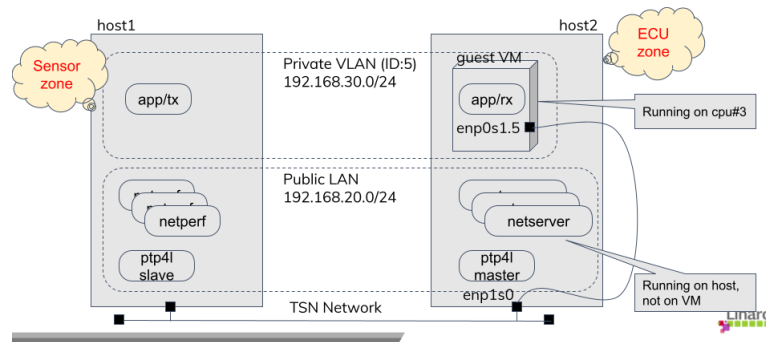 host1
host2
Sensor
zone
ECU
zone
Private VLAN (ID:5)
192.168.30.0/24
guest VM
app/tx
app/rx
enp0s1.5
Running on cpu#3
Public LAN
192.168.20.0/24
netperf
netserver
ptp4l
slave
ptp4l
master
enp1s0
Running on host,
not on VM
TSN Network